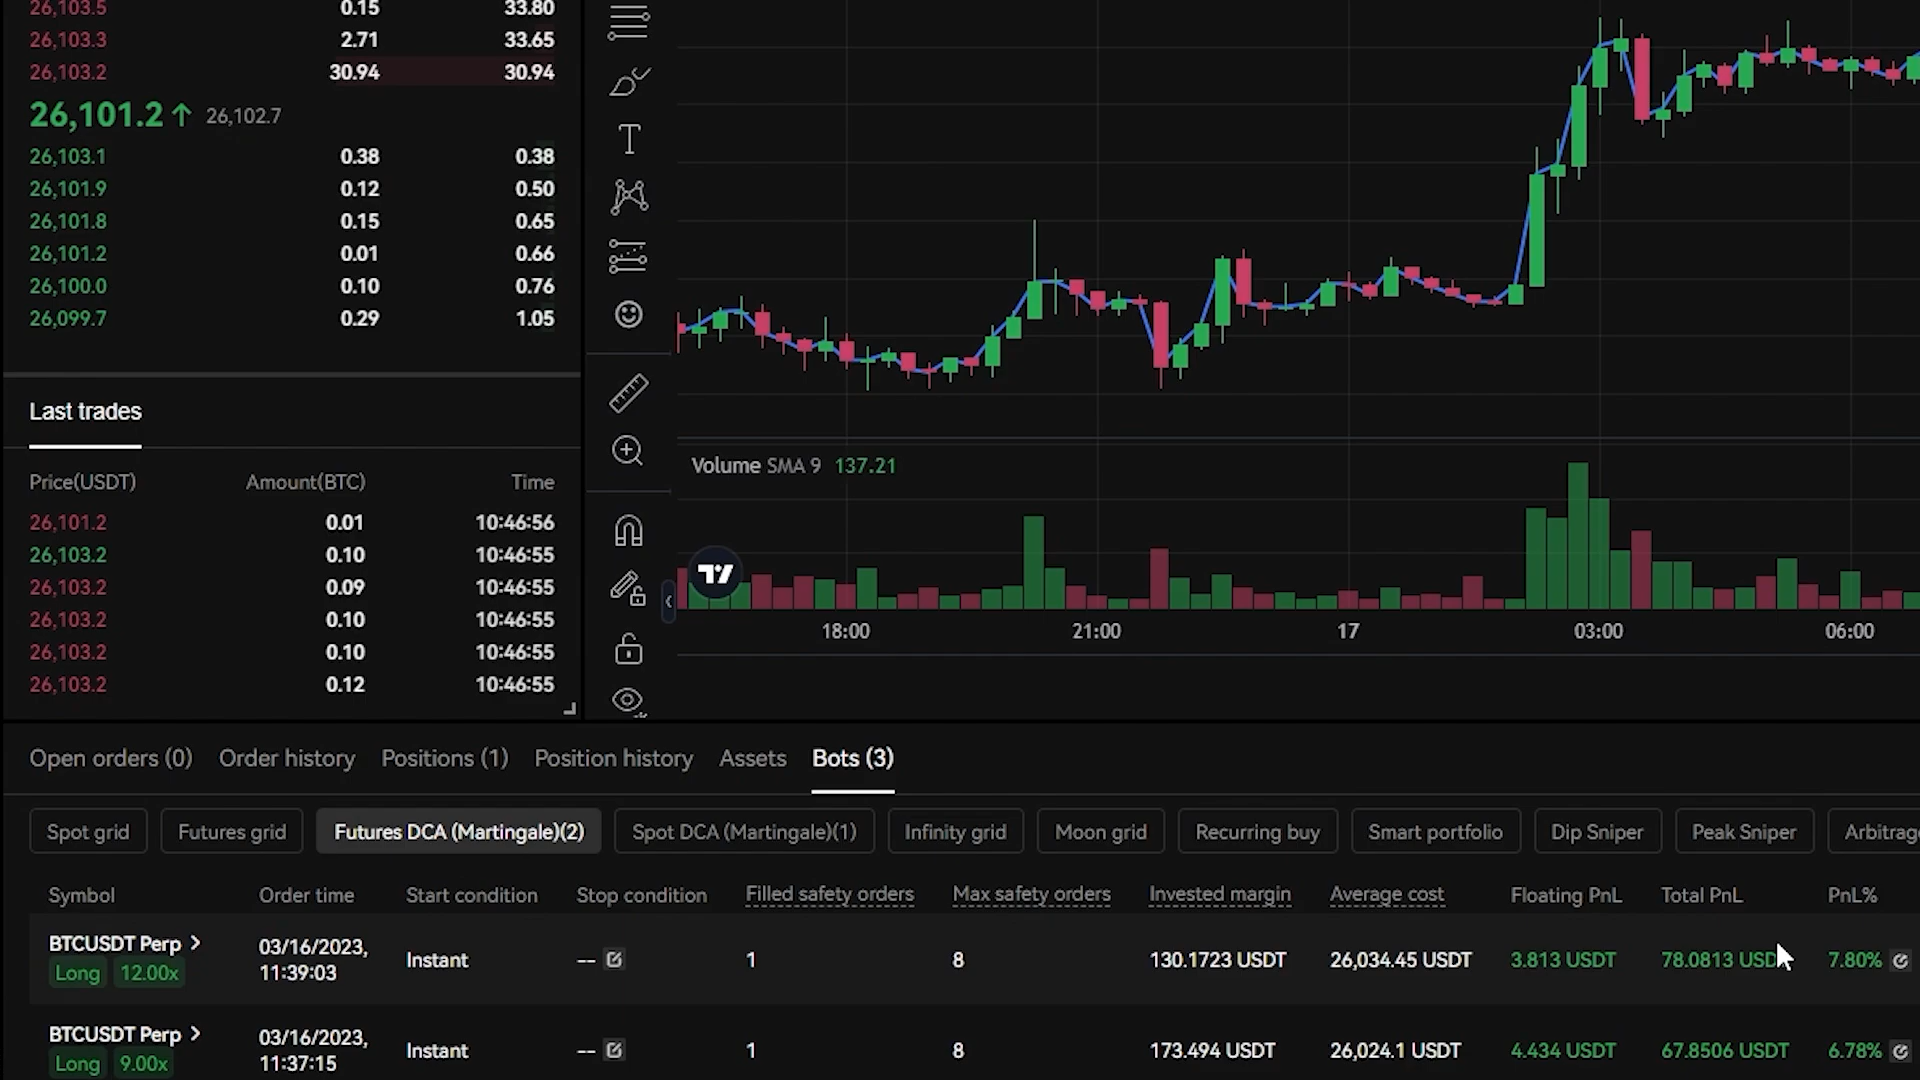 26,103.5 0.15 33.80
26,103.3 2.71 33.65
26,103.2 30.94 30.94
26,101.2 ↑ 26,102.7
26,103.1 0.38 0.38
26,101.9 0.12 0.50
26,101.8 0.15 0.65
26,101.2 0.01 0.66
26,100.0 0.10 0.76
26,099.7 0.29 1.05
Last trades
Price(USDT) Amount(BTC) Time
26,101.2 0.01 10:46:56
26,103.2 0.10 10:46:55
26,103.2 0.09 10:46:55
26,103.2 0.10 10:46:55
26,103.2 0.10 10:46:55
26,103.2 0.12 10:46:55
T
Volume SMA 9 137.21
18:00 21:00 17 03:00 06:00
Open orders (0) Order history Positions (1) Position history Assets Bots (3)
Spot grid Futures grid Futures DCA (Martingale)(2) Spot DCA (Martingale)(1) Infinity grid Moon grid Recurring buy Smart portfolio Dip Sniper Peak Sniper Arbitrag
Symbol Order time Start condition Stop condition Filled safety orders Max safety orders Invested margin Average cost Floating PnL Total PnL PnL%
BTCUSDT Perp > 03/16/2023, Instant -- 1 8 130.1723 USDT 26,034.45 USDT 3.813 USDT 78.0813 USD 7.80%
Long 12.00x 11:39:03
BTCUSDT Perp > 03/16/2023, Instant -- 1 8 173.494 USDT 26,024.1 USDT 4.434 USDT 67.8506 USDT 6.78%
Long 9.00x 11:37:15